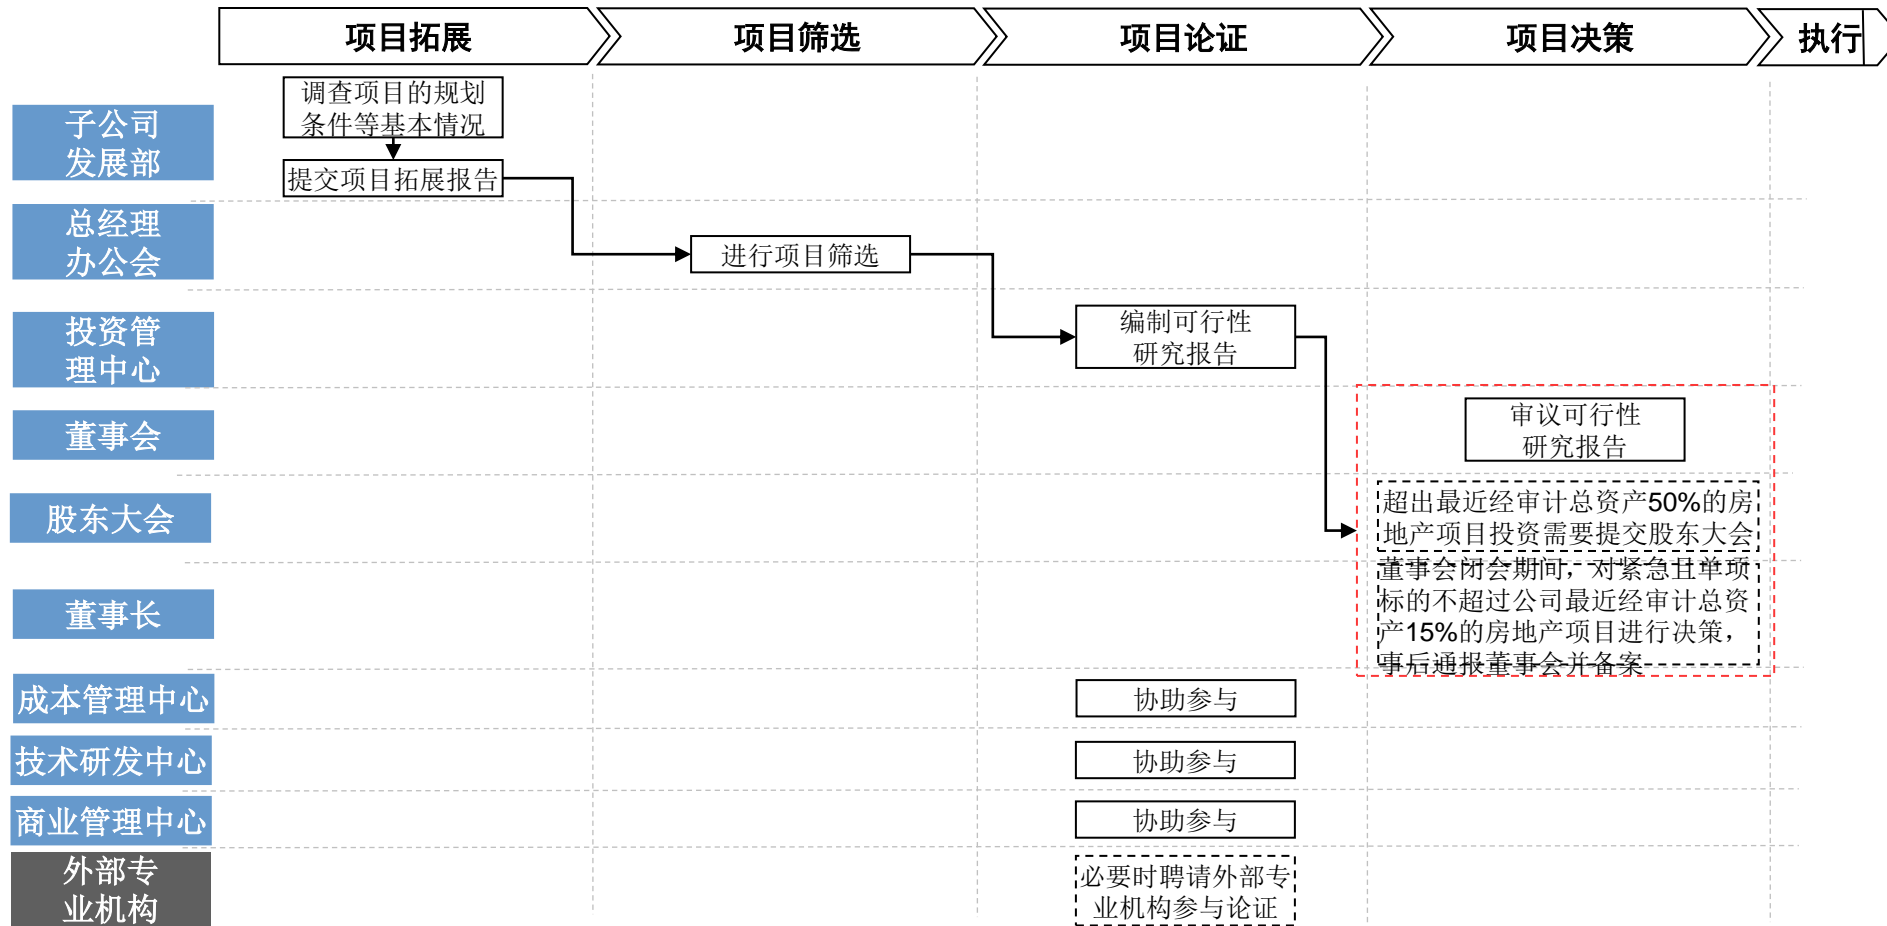 项目拓展
项目筛选
项目论证
项目决策
执行
子公司
发展部
调查项目的规划
条件等基本情况
提交项目拓展报告
总经理
办公会
进行项目筛选
投资管
理中心
编制可行性
研究报告
董事会
审议可行性
研究报告
股东大会
超出最近经审计总资产50%的房
地产项目投资需要提交股东大会
董事长
董事会闭会期间，对紧急且单项
标的不超过公司最近经审计总资
产15%的房地产项目进行决策，
事后通报董事会并备案
成本管理中心
协助参与
技术研发中心
协助参与
商业管理中心
协助参与
外部专
业机构
必要时聘请外部专
业机构参与论证